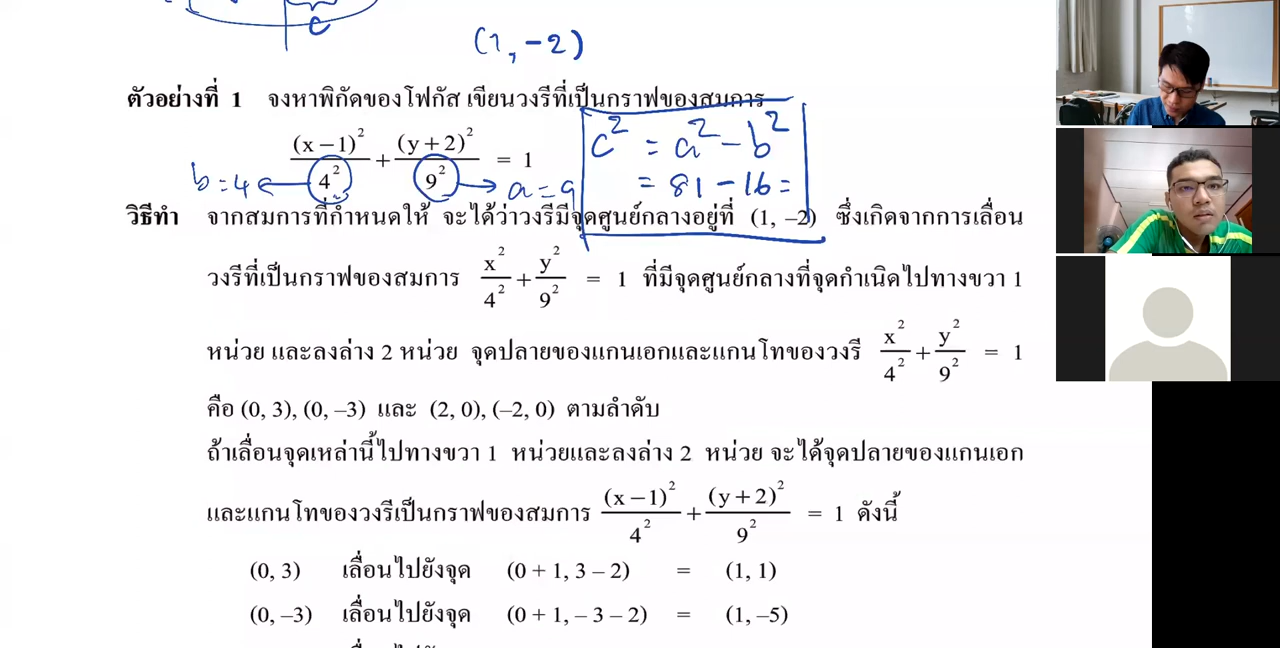 c
(1, -2)
ตัวอย่างที่ 1 จงหาพิกัดของโฟกัส เขียนวงรีที่เป็นกราฟของสมการ
(x – 1)²/4² + (y + 2)²/9² = 1
b = 4
a = 9
c² = a² - b²
= 81 - 16 =
วิธีทำ จากสมการที่กำหนดให้ จะได้ว่าวงรีมีจุดศูนย์กลางอยู่ที่ (1, –2) ซึ่งเกิดจากการเลื่อน
วงรีที่เป็นกราฟของสมการ x²/4² + y²/9² = 1 ที่มีจุดศูนย์กลางที่จุดกำเนิดไปทางขวา 1
หน่วย และลงล่าง 2 หน่วย จุดปลายของแกนเอกและแกนโทของวงรี x²/4² + y²/9² = 1
คือ (0, 3), (0, –3) และ (2, 0), (–2, 0) ตามลำดับ
ถ้าเลื่อนจุดเหล่านี้ไปทางขวา 1 หน่วยและลงล่าง 2 หน่วย จะได้จุดปลายของแกนเอก
และแกนโทของวงรีเป็นกราฟของสมการ (x – 1)²/4² + (y + 2)²/9² = 1 ดังนี้
(0, 3) เลื่อนไปยังจุด (0 + 1, 3 – 2) = (1, 1)
(0, –3) เลื่อนไปยังจุด (0 + 1, – 3 – 2) = (1, –5)